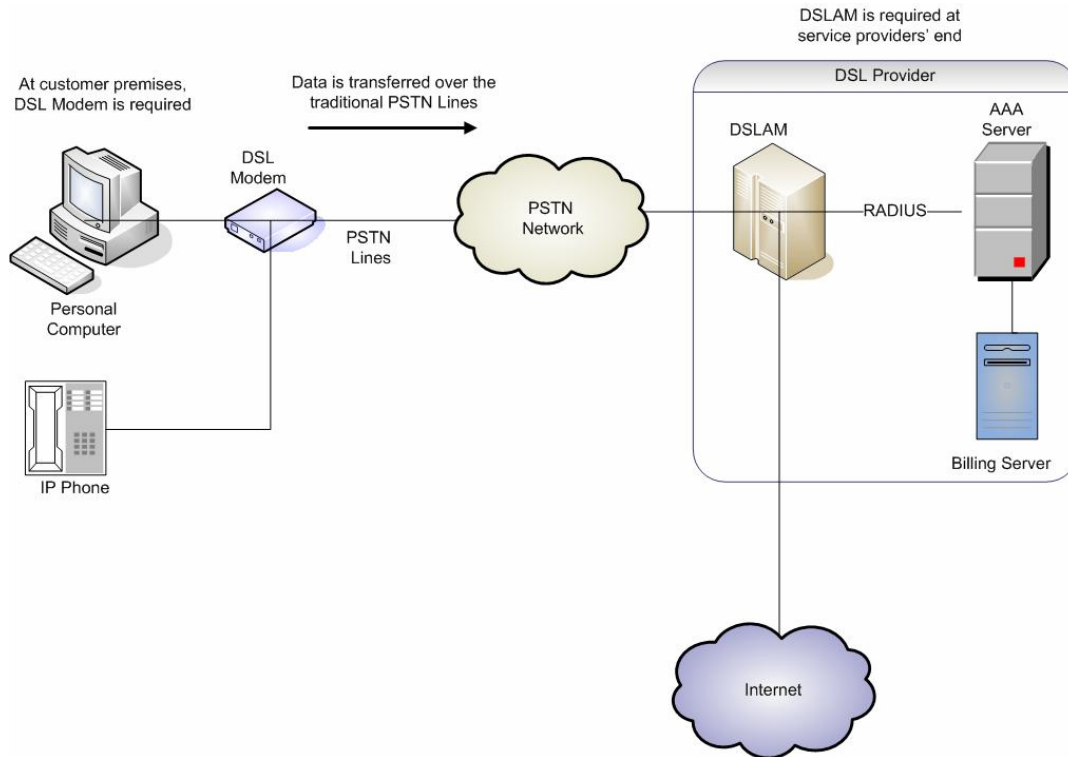 DSLAM is required at
service providers' end
At customer premises,
DSL Modem is required
Data is transferred over the
traditional PSTN Lines
DSL Provider
DSLAM
AAA
Server
DSL
Modem
PSTN
Network
RADIUS
PSTN
Lines
Personal
Computer
Billing Server
IP Phone
Internet